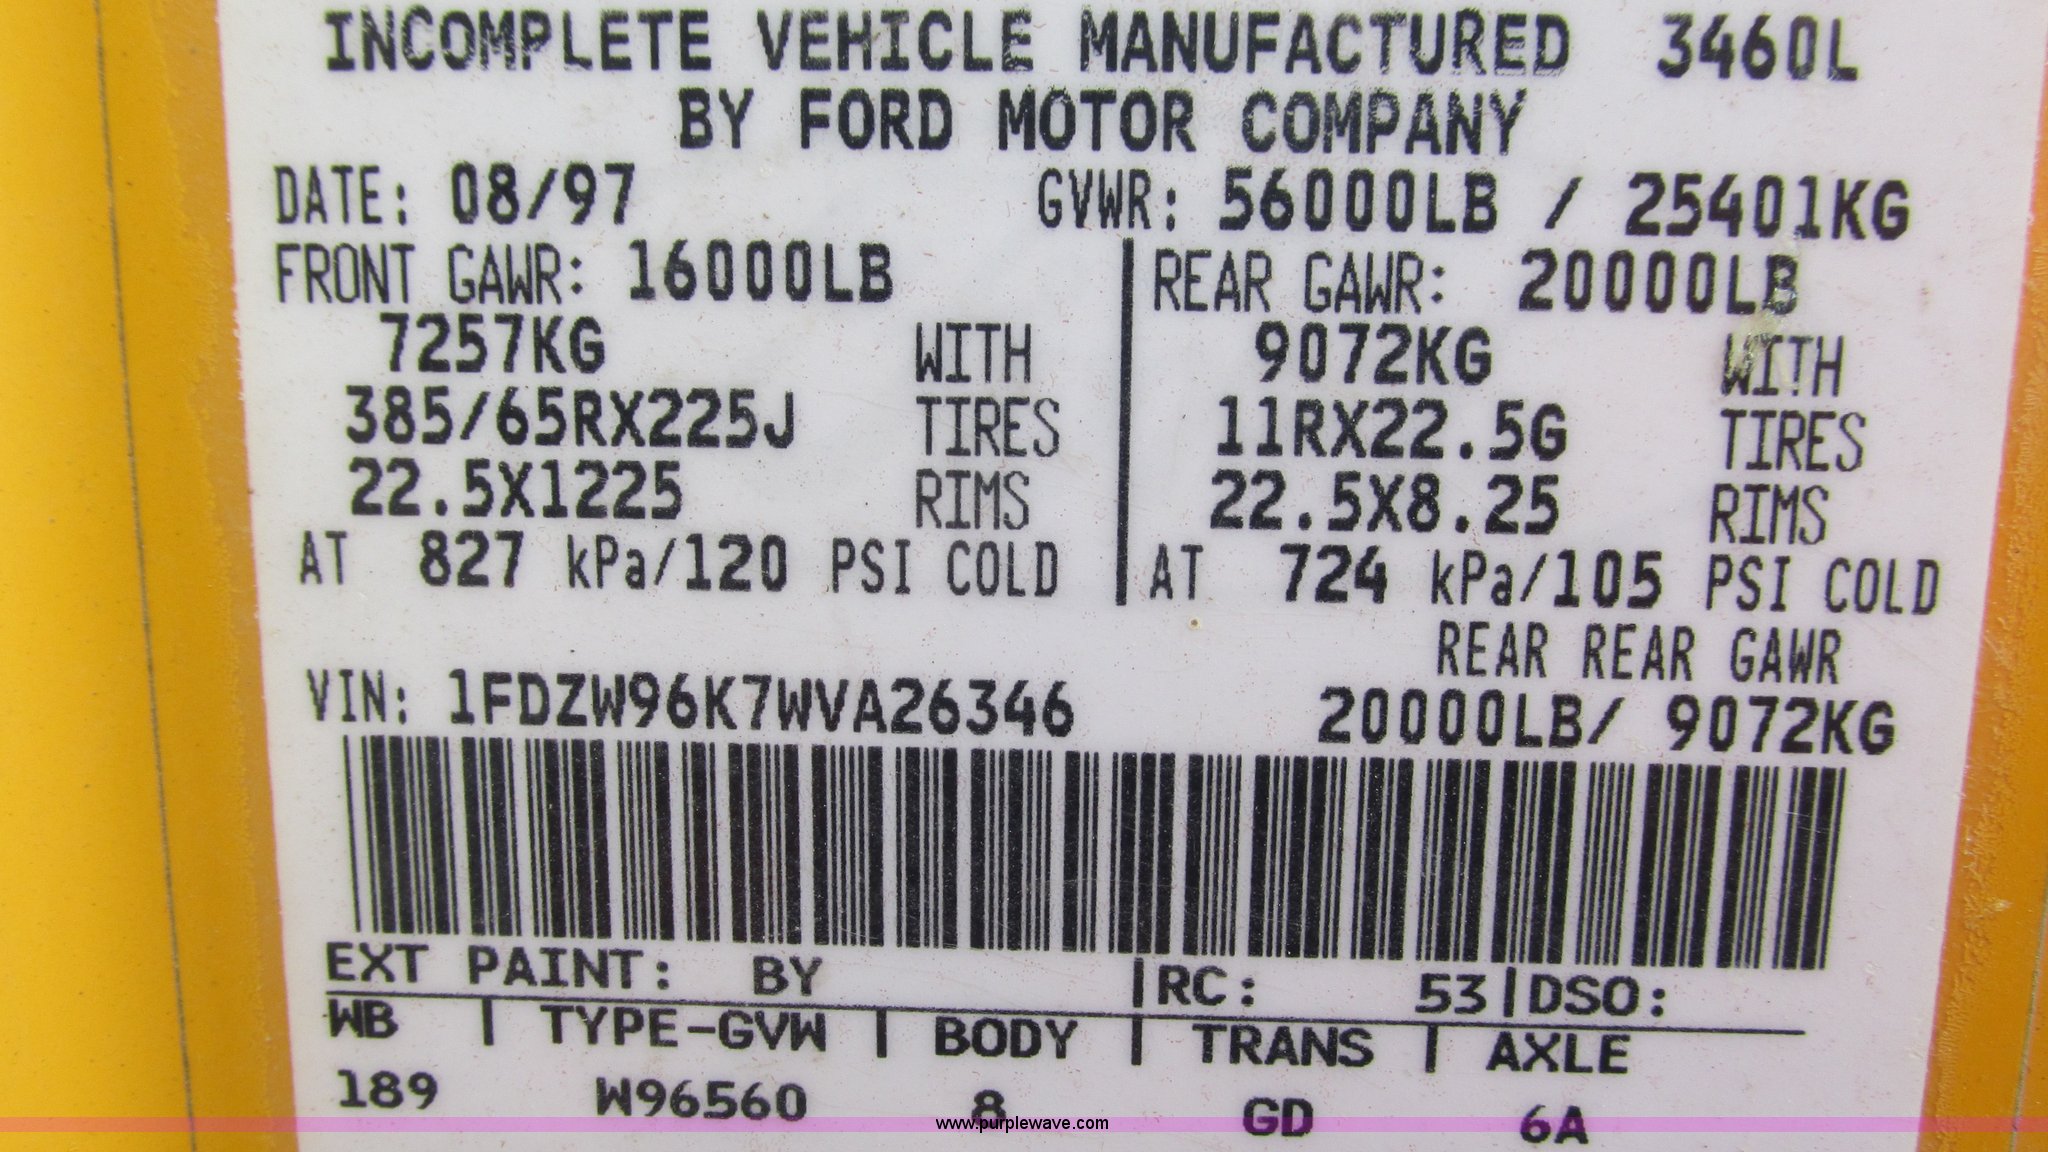 INCOMPLETE VEHICLE MANUFACTURED 3460L
BY FORD MOTOR COMPANY
DATE: 08/97 GVWR: 56000LB / 25401KG
FRONT GAWR: 16000LB REAR GAWR: 20000LB
7257KG WITH 9072KG WITH
385/65RX225J TIRES 11RX22.5G TIRES
22.5X1225 RIMS 22.5X8.25 RIMS
AT 827 kPa/120 PSI COLD AT 724 kPa/105 PSI COLD
REAR REAR GAWR
VIN: 1FDZW96K7WVA26346 20000LB/ 9072KG
EXT PAINT: BY |RC: 53|DSO:
WB | TYPE-GVW | BODY | TRANS | AXLE
189 W96560 8 GD 6A
www.purplewave.com